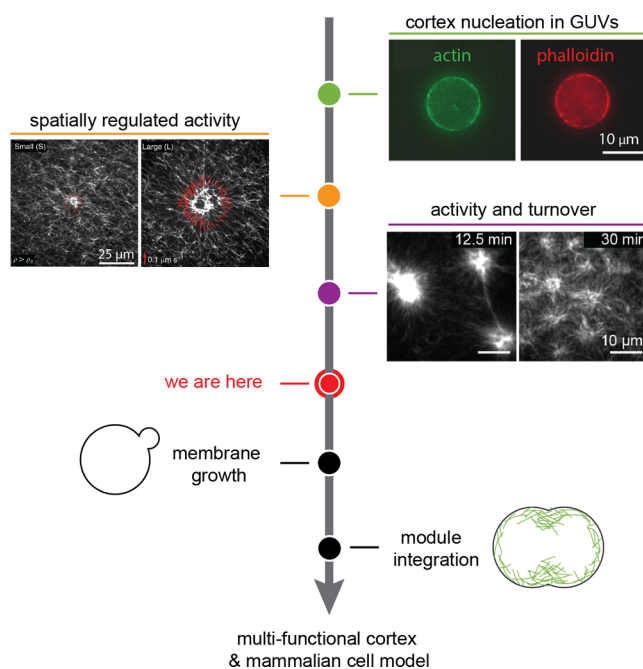 cortex nucleation in GUVs
actin
phalloidin
10 µm
spatially regulated activity
Small (S)
Large (L)
25 µm
ρ > ρc
0.1 µm s⁻¹
activity and turnover
12.5 min
30 min
10 µm
we are here
membrane
growth
module
integration
multi-functional cortex
& mammalian cell model